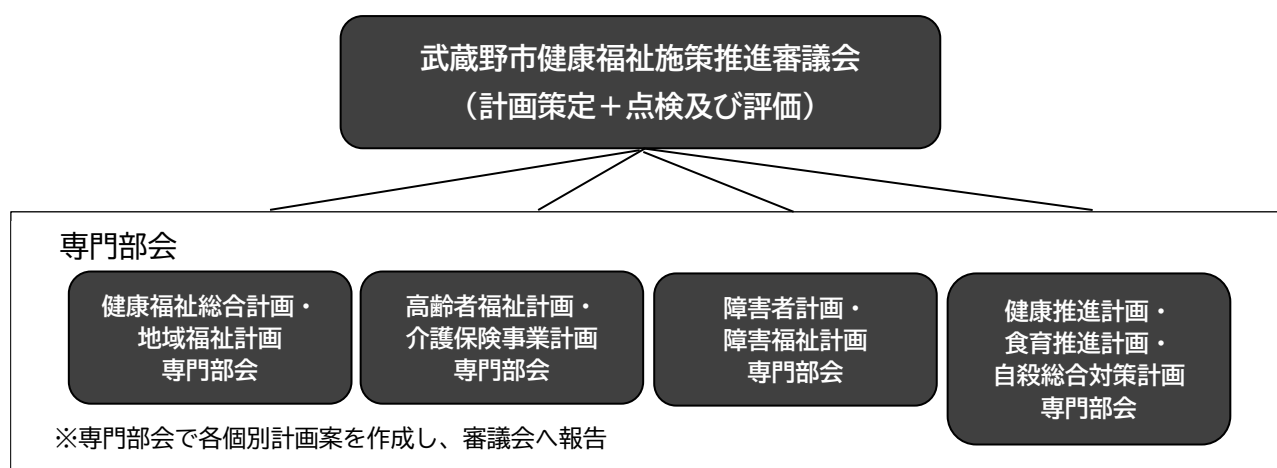 武蔵野市健康福祉施策推進審議会
（計画策定＋点検及び評価）
専門部会
健康福祉総合計画・
地域福祉計画
専門部会
高齢者福祉計画・
介護保険事業計画
専門部会
障害者計画・
障害福祉計画
専門部会
健康推進計画・
食育推進計画・
自殺総合対策計画
専門部会
※専門部会で各個別計画案を作成し、審議会へ報告